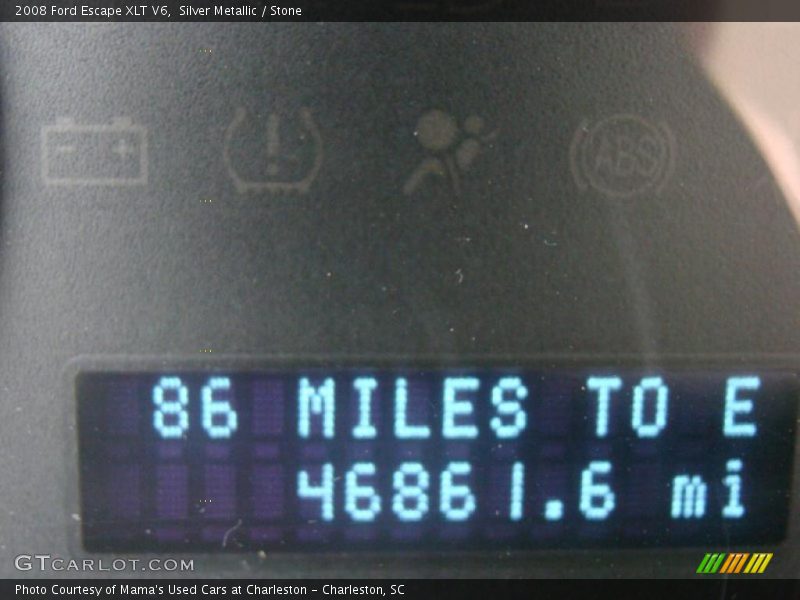 2008 Ford Escape XLT V6, Silver Metallic / Stone
ABS
86 MILES TO E
46861.6 mi
GTCARLOT.COM
Photo Courtesy of Mama's Used Cars at Charleston - Charleston, SC